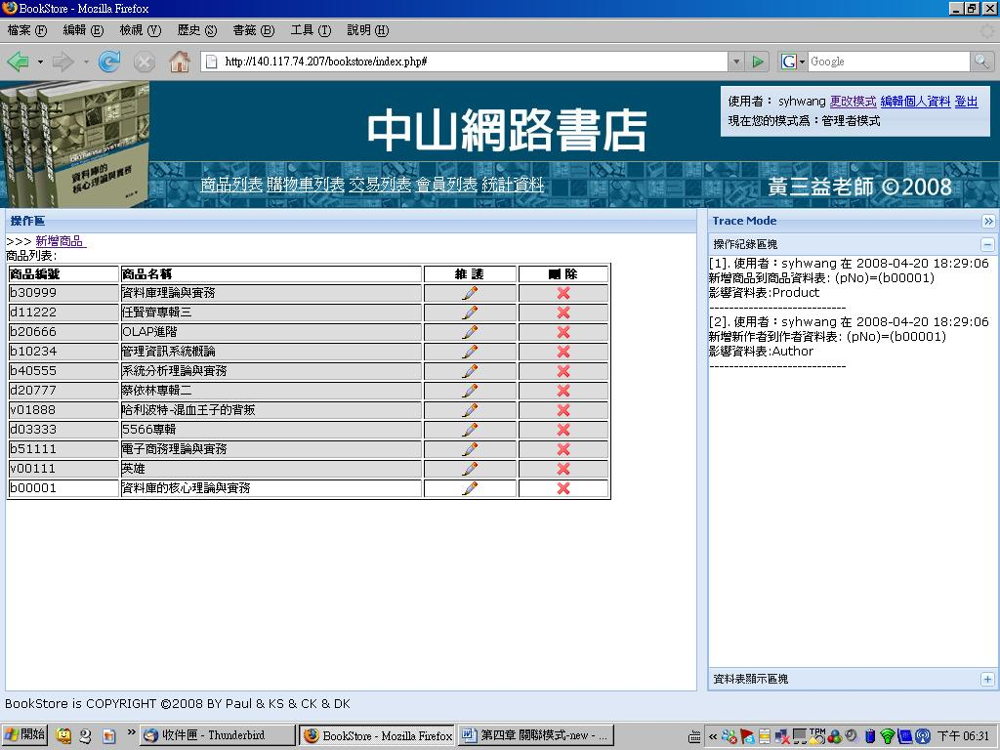 BookStore - Mozilla Firefox
檔案 (F) 編輯 (E) 檢視 (V) 歷史 (S) 書籤 (B) 工具 (T) 說明 (H)
http://140.117.74.207/bookstore/index.php#
G Google
資料庫的
核心理論與實務
中山網路書店
使用者： syhwang 更改模式 編輯個人資料 登出
現在您的模式為：管理者模式
商品列表 購物車列表 交易列表 會員列表 統計資料
黃三益老師 ©2008
操作區
>>> 新增商品
商品列表:
商品編號 商品名稱 維 護 刪 除
b30999 資料庫理論與實務
d11222 任賢齊專輯三
b20666 OLAP進階
b10234 管理資訊系統概論
b40555 系統分析理論與實務
d20777 蔡依林專輯二
v01888 哈利波特-混血王子的背叛
d03333 5566專輯
b51111 電子商務理論與實務
v00111 英雄
b00001 資料庫的核心理論與實務
Trace Mode
操作紀錄區塊
[1]. 使用者：syhwang 在 2008-04-20 18:29:06
新增商品到商品資料表: (pNo)=(b00001)
影響資料表:Product
---------------------------
[2]. 使用者：syhwang 在 2008-04-20 18:29:06
新增新作者到作者資料表: (pNo)=(b00001)
影響資料表:Author
---------------------------
資料表顯示區塊
BookStore is COPYRIGHT ©2008 BY Paul & KS & CK & DK
開始 收件匣 - Thunderbird BookStore - Mozilla Firefox 第四章 關聯模式-new - ... TPM 下午 06:31